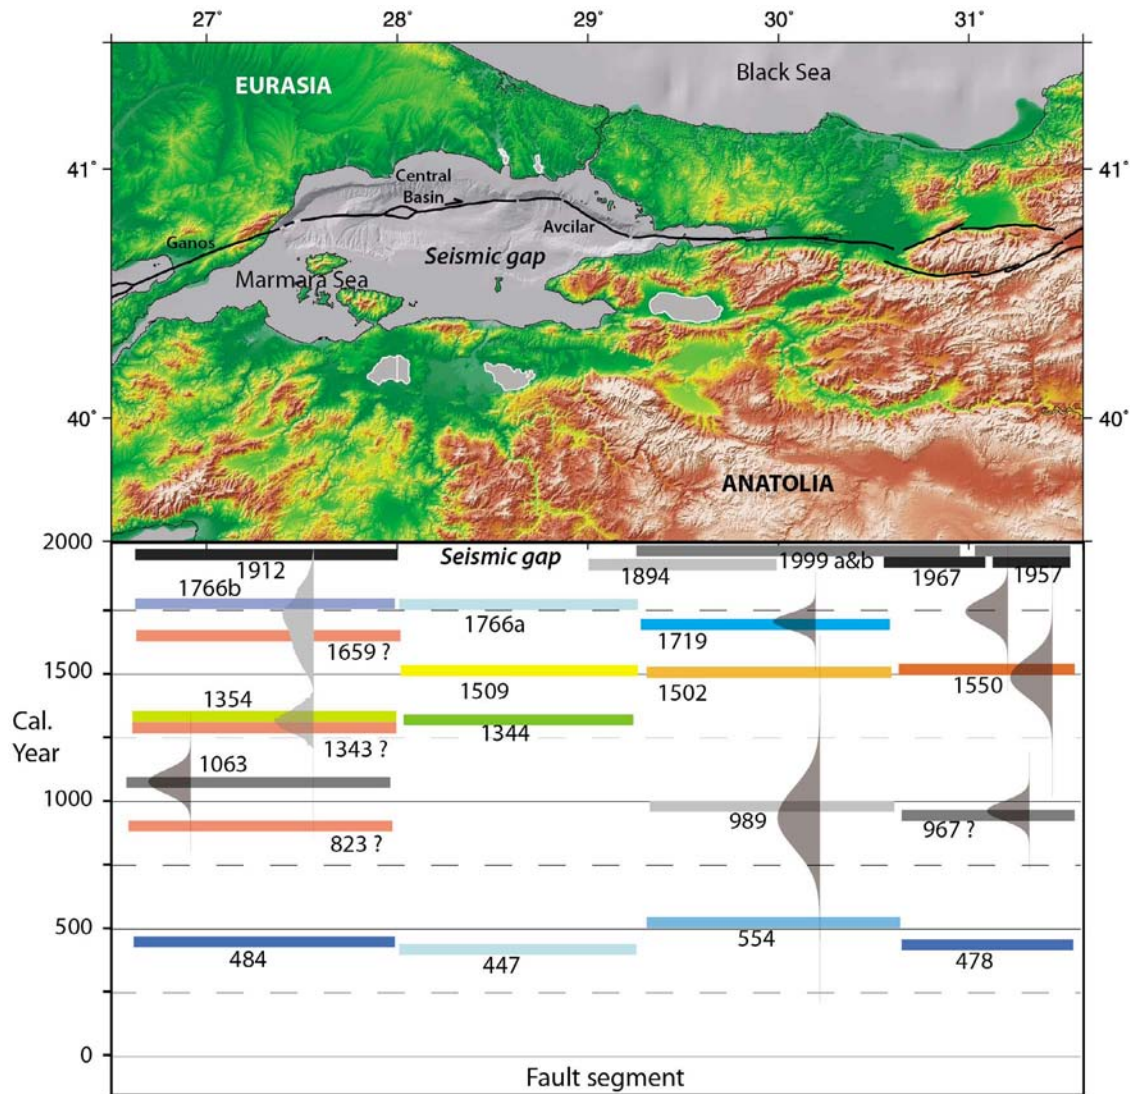 27° 28° 29° 30° 31°
Black Sea
EURASIA
41° 41°
Central
Basin
Avcilar
Ganos
Seismic gap
Marmara Sea
40° 40°
ANATOLIA
2000
Seismic gap
1999 a&b
1912 1894 1967 1957
1766b
1766a
1719
1659 ?
1500
1509 1502 1550
1354
1344
1343 ?
Cal.
Year
1063
1000
989
967 ?
823 ?
500
554
484 447 478
0
Fault segment